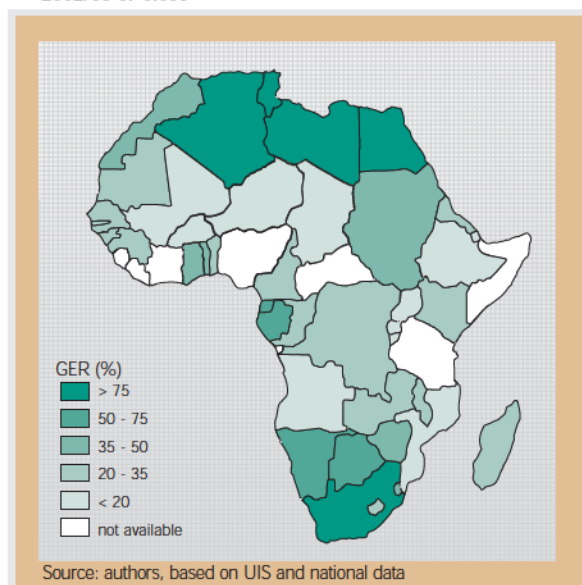 GER (%)
> 75
50 - 75
35 - 50
20 - 35
< 20
not available
Source: authors, based on UIS and national data